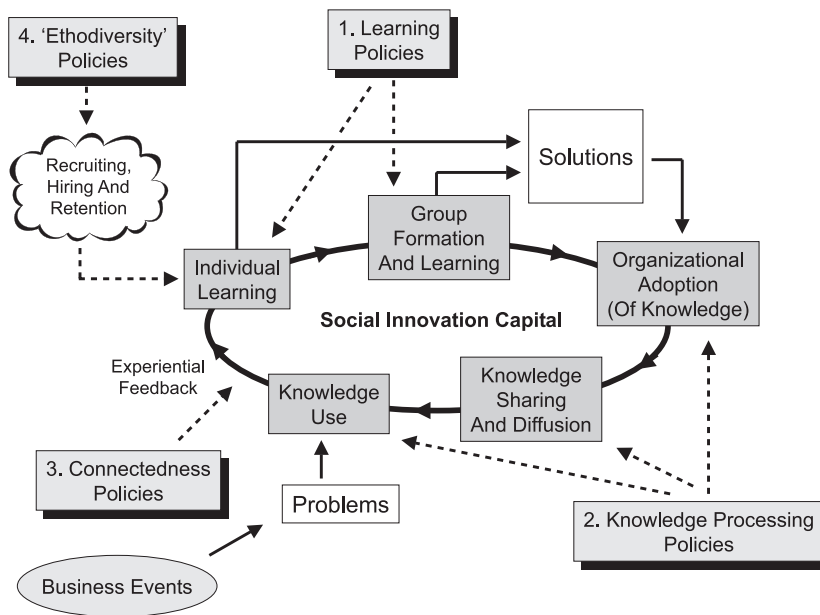 4. ‘Ethodiversity’
Policies
1. Learning
Policies
Recruiting,
Hiring And
Retention
Solutions
Group
Formation
And Learning
Individual
Learning
Organizational
Adoption
(Of Knowledge)
Social Innovation Capital
Experiential
Feedback
Knowledge
Use
Knowledge
Sharing
And Diffusion
3. Connectedness
Policies
Problems
2. Knowledge Processing
Policies
Business Events